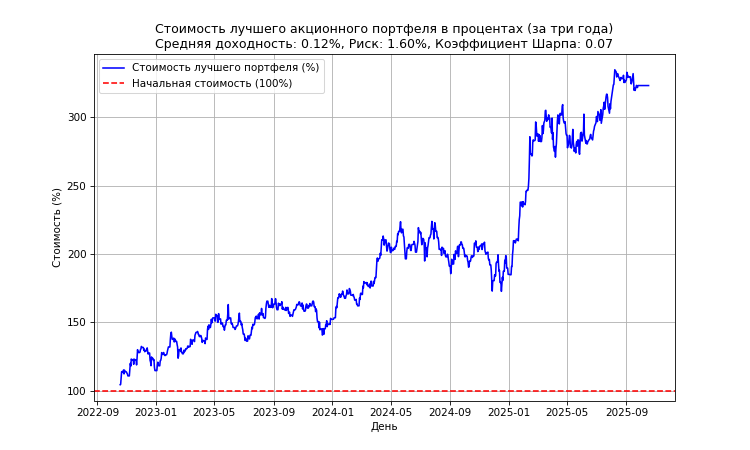 Стоимость лучшего акционного портфеля в процентах (за три года)
Средняя доходность: 0.12%, Риск: 1.60%, Коэффициент Шарпа: 0.07
Стоимость лучшего портфеля (%)
Начальная стоимость (100%)
Стоимость (%)
300
250
200
150
100
2022-09 2023-01 2023-05 2023-09 2024-01 2024-05 2024-09 2025-01 2025-05 2025-09
День